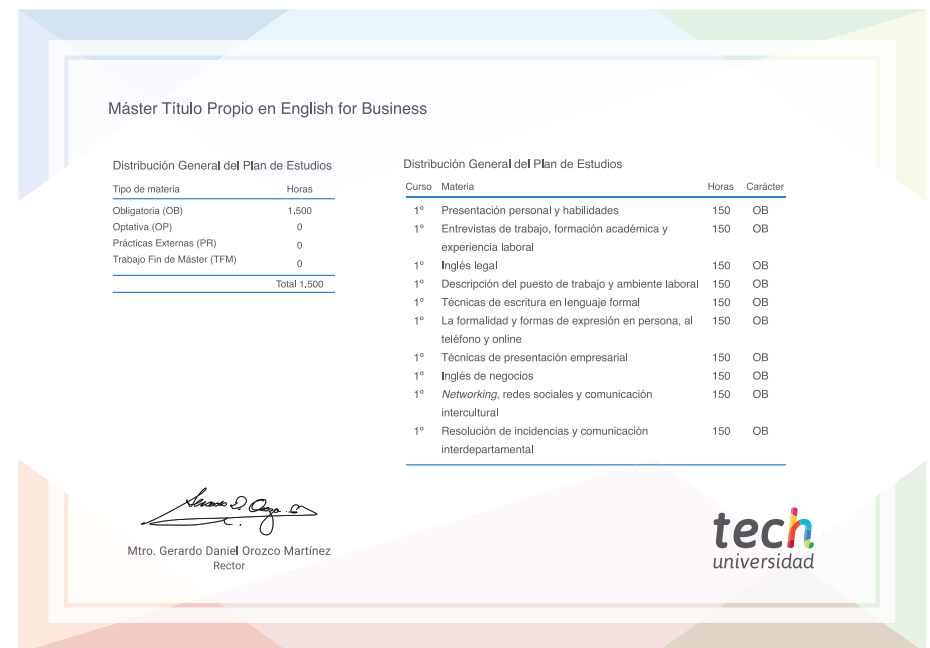 Máster Título Propio en English for Business
Distribución General del Plan de Estudios
Tipo de materia Horas
Obligatoria (OB) 1.500
Optativa (OP) 0
Prácticas Externas (PR) 0
Trabajo Fin de Máster (TFM) 0
Total 1.500
Distribución General del Plan de Estudios
Curso Materia Horas Carácter
1º Presentación personal y habilidades 150 OB
1º Entrevistas de trabajo, formación académica y 150 OB
experiencia laboral
1º Inglés legal 150 OB
1º Descripción del puesto de trabajo y ambiente laboral 150 OB
1º Técnicas de escritura en lenguaje formal 150 OB
1º La formalidad y formas de expresión en persona, al 150 OB
teléfono y online
1º Técnicas de presentación empresarial 150 OB
1º Inglés de negocios 150 OB
1º Networking, redes sociales y comunicación 150 OB
intercultural
1º Resolución de incidencias y comunicación 150 OB
interdepartamental
Mtro. Gerardo Daniel Orozco Martínez
Rector
tech
universidad